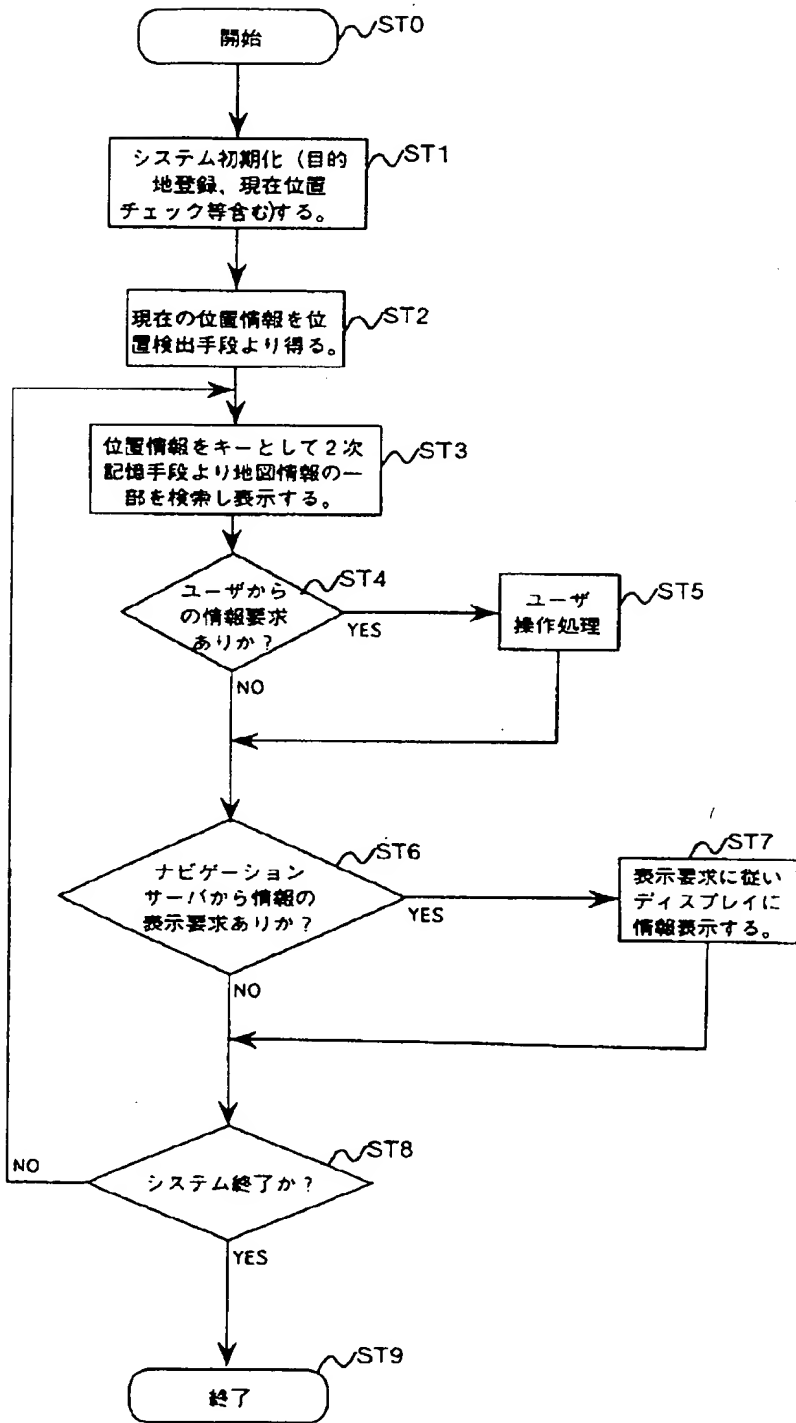 開始
ST0
システム初期化(目的
地登録、現在位置
チェック等含む)する。
ST1
現在の位置情報を位
置検出手段より得る。
ST2
位置情報をキーとして2次
記憶手段より地図情報の一
部を検索し表示する。
ST3
ユーザから
の情報要求
ありか?
ST4
YES
NO
ユーザ
操作処理
ST5
ナビゲーション
サーバから情報の
表示要求ありか?
ST6
YES
NO
表示要求に従い
ディスプレイに
情報表示する。
ST7
システム終了か?
ST8
NO
YES
終了
ST9